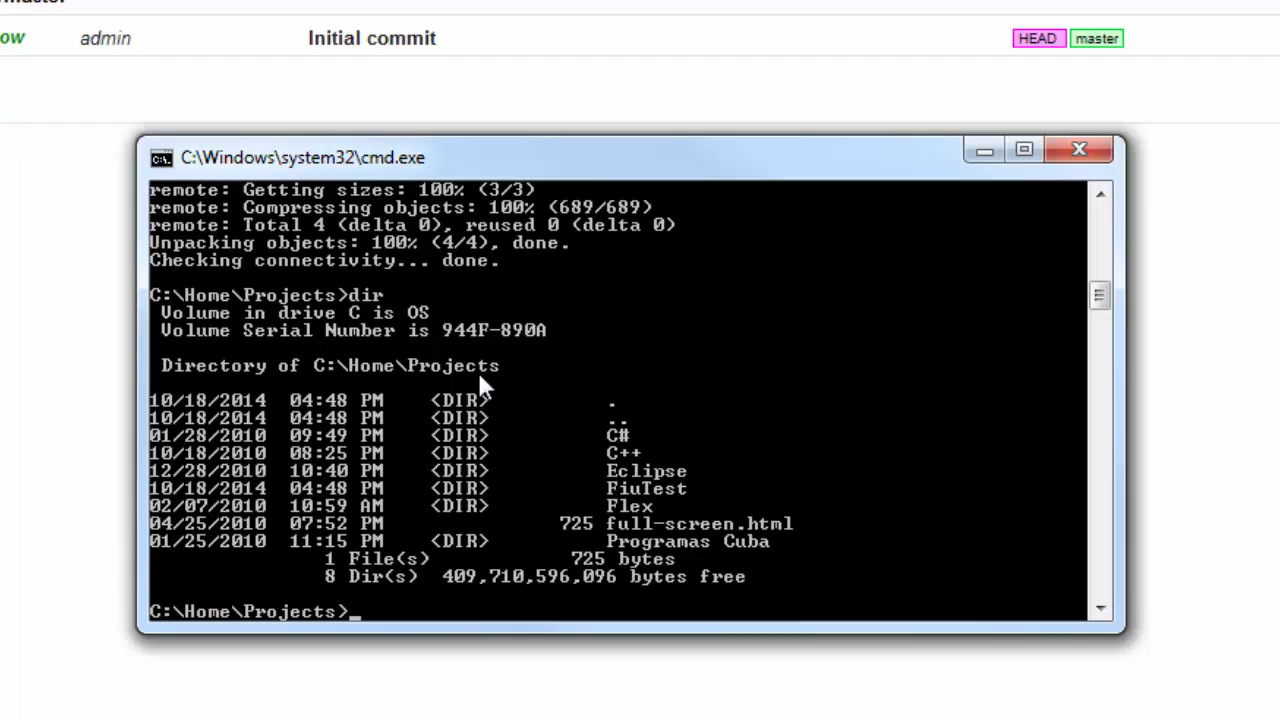 admin Initial commit HEAD master
C:\Windows\system32\cmd.exe
remote: Getting sizes: 100% (3/3)
remote: Compressing objects: 100% (689/689)
remote: Total 4 (delta 0), reused 0 (delta 0)
Unpacking objects: 100% (4/4), done.
Checking connectivity... done.
C:\Home\Projects>dir
Volume in drive C is OS
Volume Serial Number is 944F-890A
Directory of C:\Home\Projects
10/18/2014 04:48 PM <DIR> .
10/18/2014 04:48 PM <DIR> ..
01/28/2010 09:49 PM <DIR> C#
10/18/2010 08:25 PM <DIR> C++
12/28/2010 10:40 PM <DIR> Eclipse
10/18/2014 04:48 PM <DIR> FiuTest
02/07/2010 10:59 AM <DIR> Flex
04/25/2010 07:52 PM 725 full-screen.html
01/25/2010 11:15 PM <DIR> Programas Cuba
1 File(s) 725 bytes
8 Dir(s) 409,710,596,096 bytes free
C:\Home\Projects>_